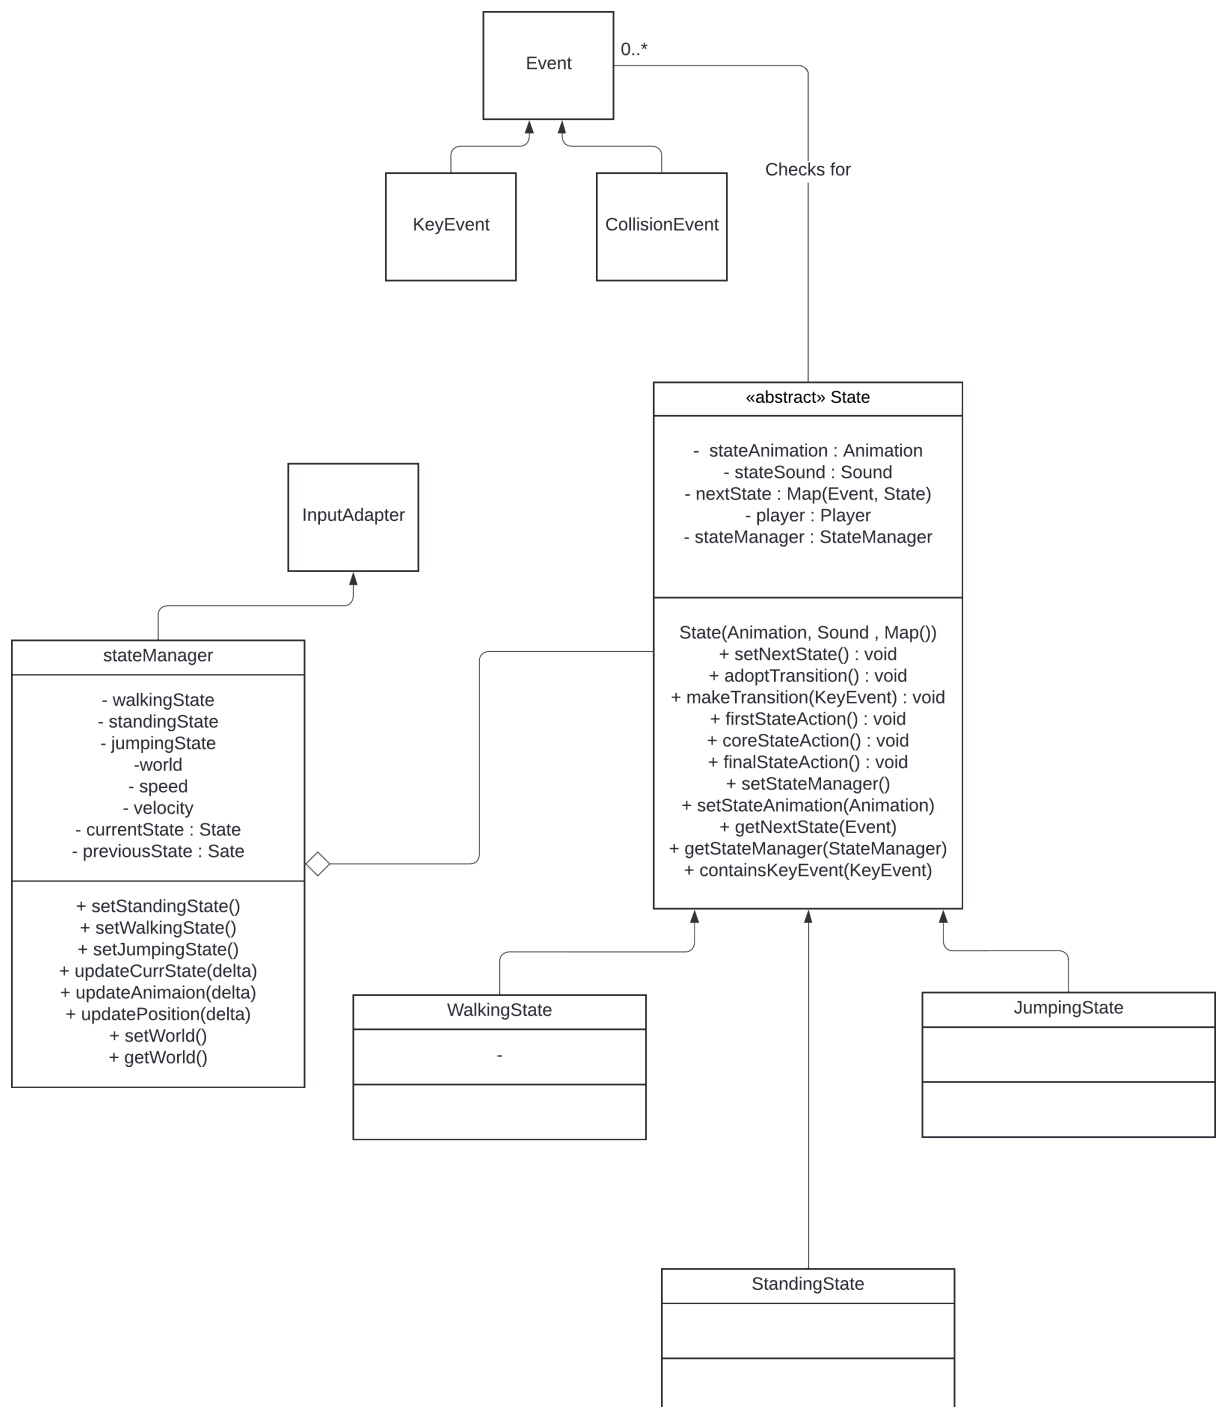 Event
0..*
Checks for
KeyEvent
CollisionEvent
«abstract» State
- stateAnimation : Animation
- stateSound : Sound
- nextState : Map(Event, State)
- player : Player
- stateManager : StateManager
State(Animation, Sound , Map())
+ setNextState() : void
+ adoptTransition() : void
+ makeTransition(KeyEvent) : void
+ firstStateAction() : void
+ coreStateAction() : void
+ finalStateAction() : void
+ setStateManager()
+ setStateAnimation(Animation)
+ getNextState(Event)
+ getStateManager(StateManager)
+ containsKeyEvent(KeyEvent)
InputAdapter
stateManager
- walkingState
- standingState
- jumpingState
-world
- speed
- velocity
- currentState : State
- previousState : Sate
+ setStandingState()
+ setWalkingState()
+ setJumpingState()
+ updateCurrState(delta)
+ updateAnimaion(delta)
+ updatePosition(delta)
+ setWorld()
+ getWorld()
WalkingState
-
JumpingState
StandingState